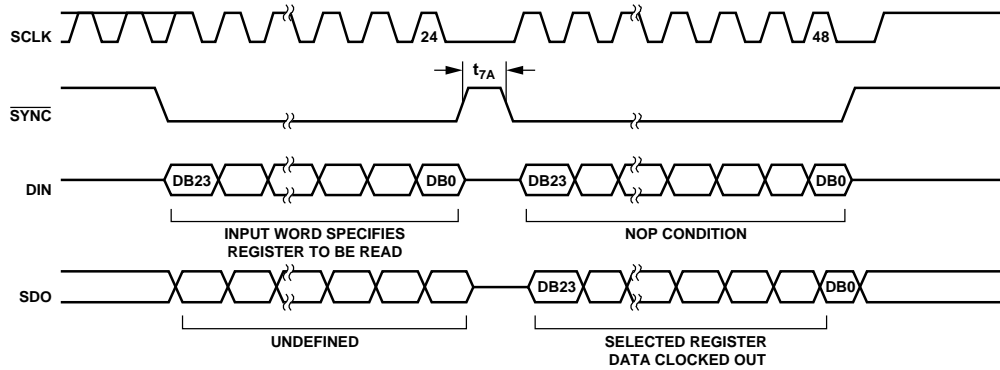 SCLK
24
48
t7A
SYNC
DIN
DB23
DB0
DB23
DB0
INPUT WORD SPECIFIES
REGISTER TO BE READ
NOP CONDITION
SDO
DB23
DB0
UNDEFINED
SELECTED REGISTER
DATA CLOCKED OUT